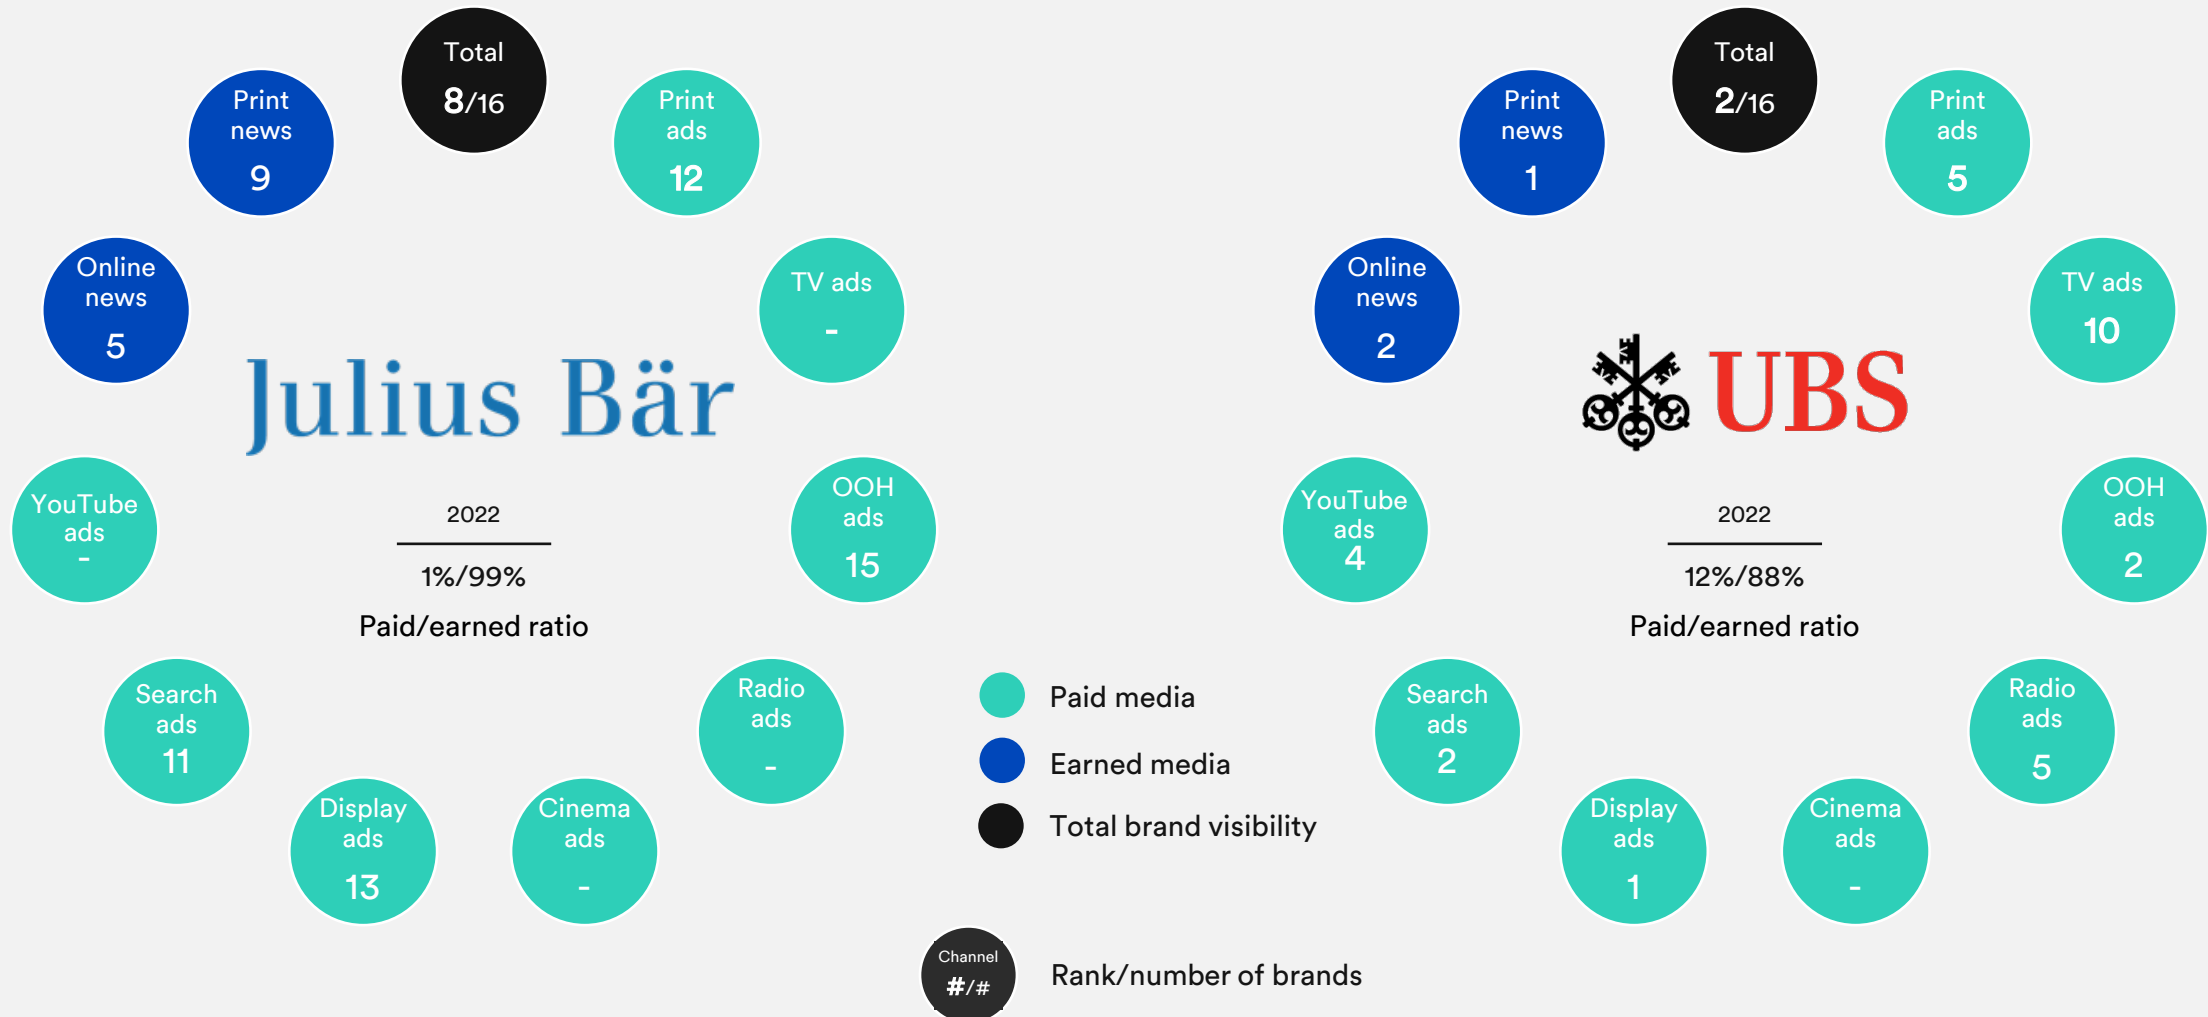 Total
8/16
Print
ads
12
TV ads
-
OOH
ads
15
Radio
ads
-
Cinema
ads
-
Display
ads
13
Search
ads
11
YouTube
ads
-
Online
news
5
Print
news
9
Julius Bär
2022
1%/99%
Paid/earned ratio
Total
2/16
Print
ads
5
TV ads
10
OOH
ads
2
Radio
ads
5
Cinema
ads
-
Display
ads
1
Search
ads
2
YouTube
ads
4
Online
news
2
Print
news
1
UBS
2022
12%/88%
Paid/earned ratio
Paid media
Earned media
Total brand visibility
Channel
#/#
Rank/number of brands